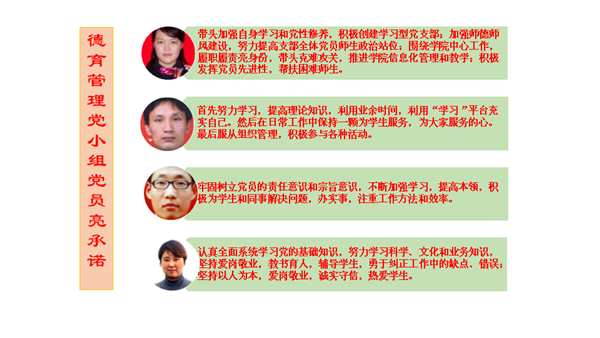 德育管理党小组党员亮承诺
带头加强自身学习和党性修养，积极创建学习型党支部；加强师德师
风建设，努力提高支部全体党员师生政治站位；围绕学院中心工作，
履职履责亮身份，带头克难攻关，推进学院信息化管理和教学；积极
发挥党员先进性，帮扶困难师生。
首先努力学习，提高理论知识，利用业余时间，利用“学习”平台充
实自己。然后在日常工作中保持一颗为学生服务，为大家服务的心。
最后服从组织管理，积极参与各种活动。
牢固树立党员的责任意识和宗旨意识，不断加强学习，提高本领，积
极为学生和同事解决问题，办实事，注重工作方法和效率。
认真全面系统学习党的基础知识，努力学习科学、文化和业务知识，
坚持爱岗敬业，教书育人，辅导学生，勇于纠正工作中的缺点、错误；
坚持以人为本，爱岗敬业，诚实守信，热爱学生。